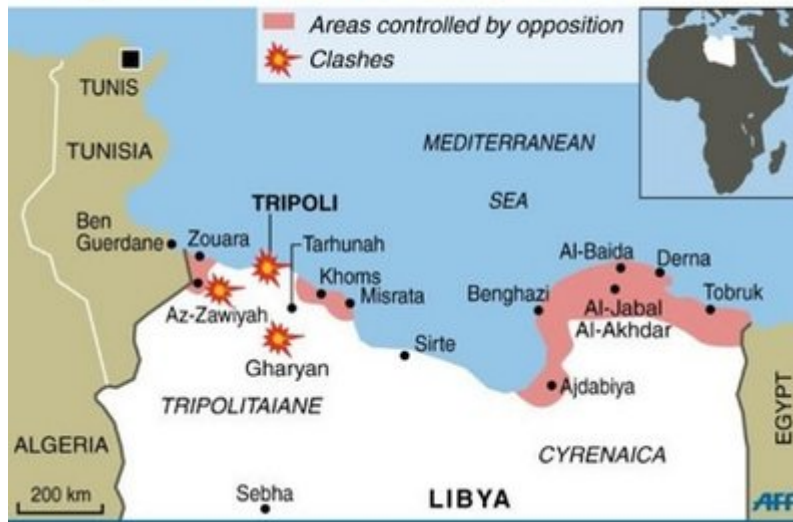 Areas controlled by opposition
Clashes
TUNIS
TUNISIA
MEDITERRANEAN
SEA
TRIPOLI
Ben
Guerdane
Zouara
Tarhunah
Khoms
Misrata
Az-Zawiyah
Gharyan
Sirte
Al-Baida
Derna
Benghazi
Al-Jabal
Al-Akhdar
Tobruk
Ajdabiya
TRIPOLITAIANE
CYRENAICA
ALGERIA
EGYPT
200 km
Sebha
LIBYA
AFP